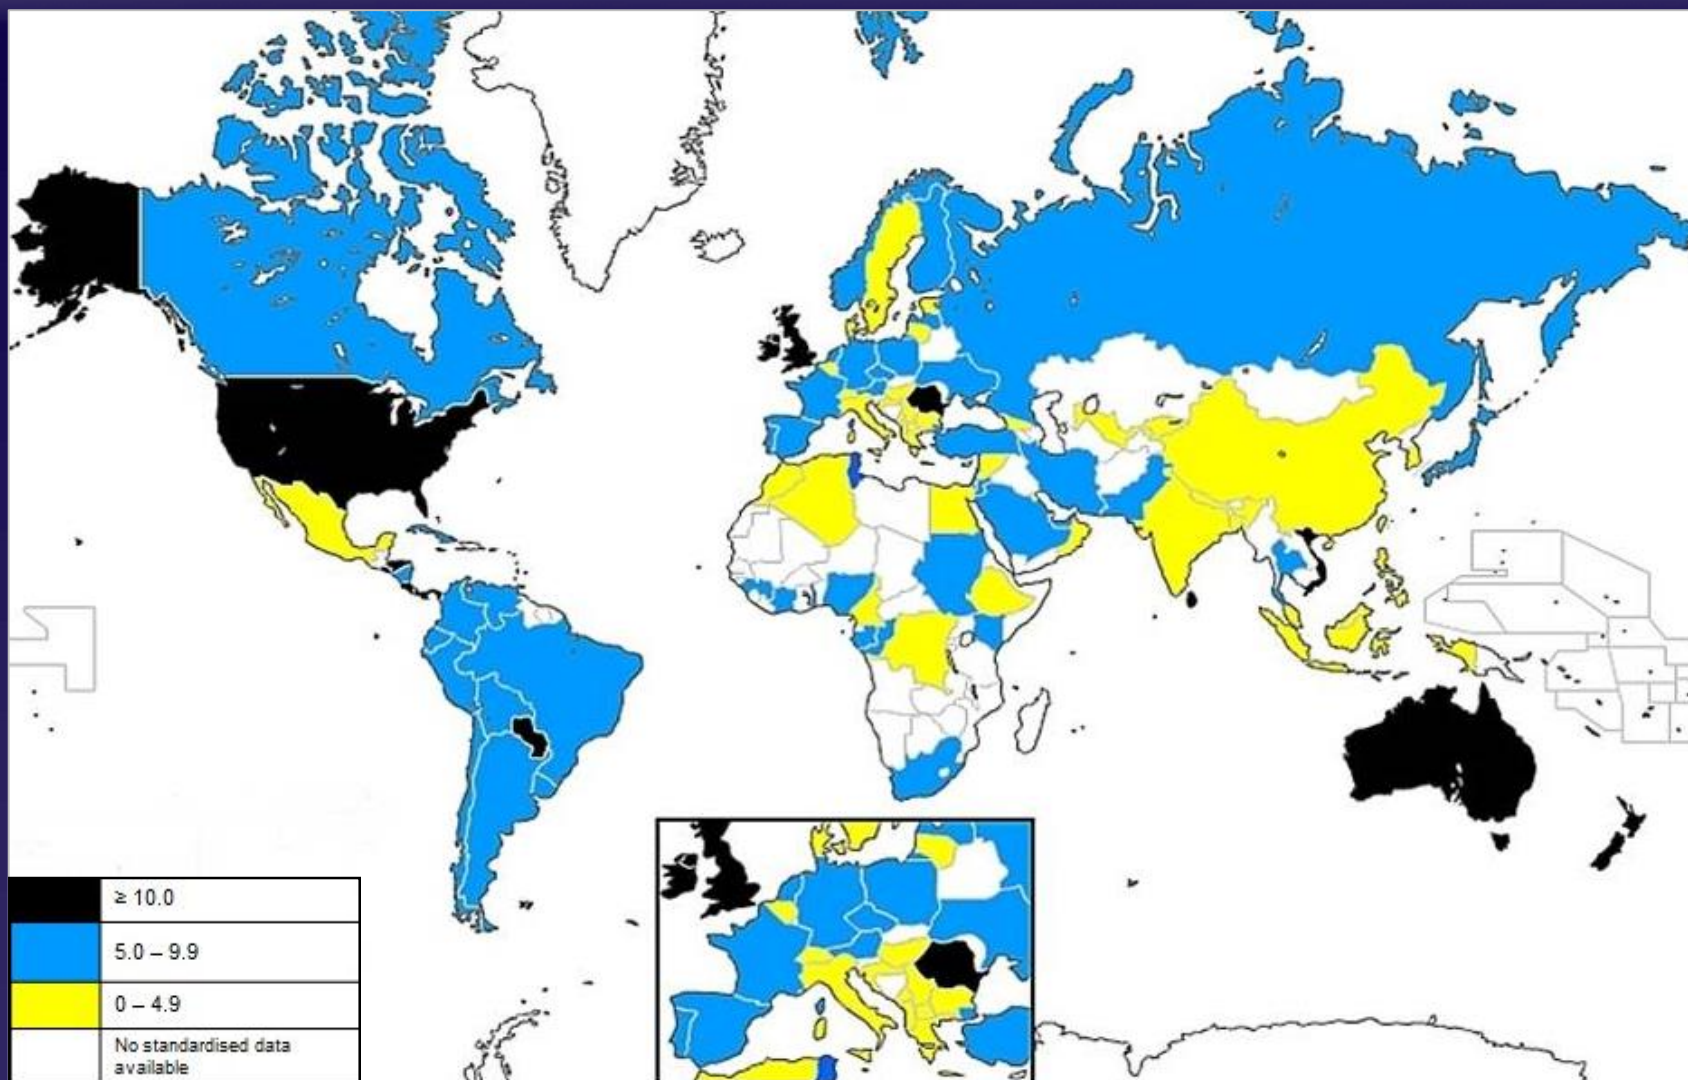 ≥ 10.0
5.0 – 9.9
0 – 4.9
No standardised data
available